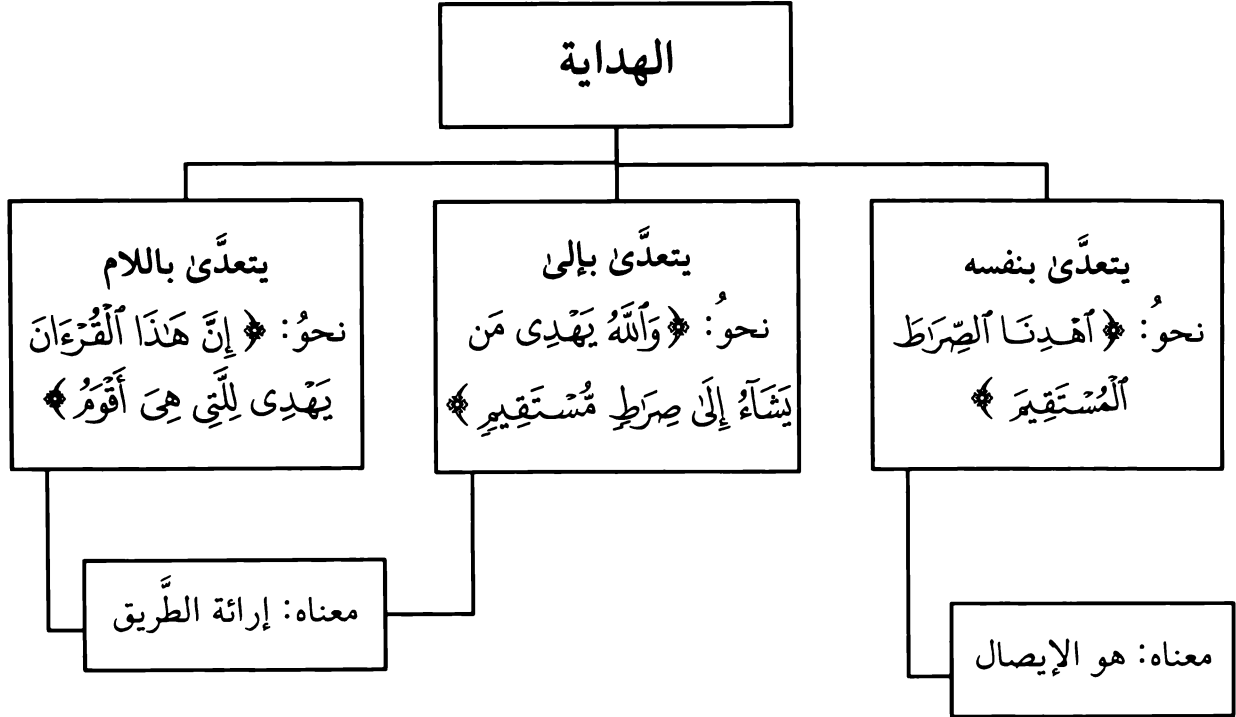 الهداية
يتعدَّىٰ بنفسه
نحوُ: ﴿ ٱهۡدِنَا ٱلصِّرَٰطَ
ٱلۡمُسۡتَقِيمَ ﴾
يتعدَّىٰ بإلىٰ
نحوُ: ﴿ وَٱللَّهُ يَهۡدِى مَن
يَشَآءُ إِلَىٰ صِرَٰطٖ مُّسۡتَقِيمٖ ﴾
يتعدَّىٰ باللام
نحوُ: ﴿ إِنَّ هَٰذَا ٱلۡقُرۡءَانَ
يَهۡدِى لِلَّتِى هِىَ أَقۡوَمُ ﴾
معناه: هو الإيصال
معناه: إرائة الطَّريق